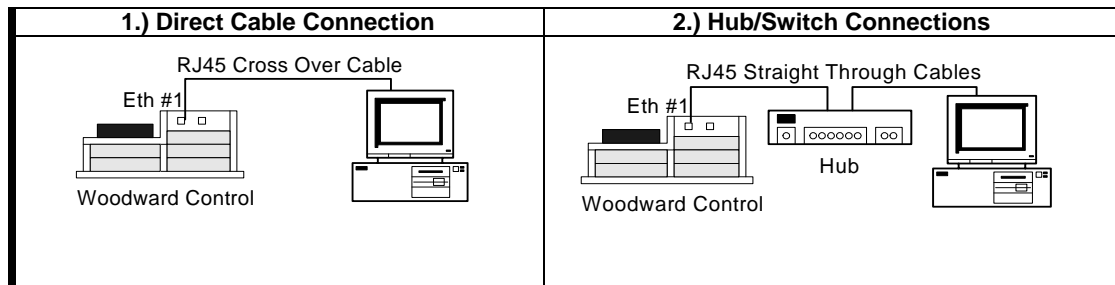 1.) Direct Cable Connection
RJ45 Cross Over Cable
Eth #1
Woodward Control
2.) Hub/Switch Connections
RJ45 Straight Through Cables
Eth #1
Hub
Woodward Control